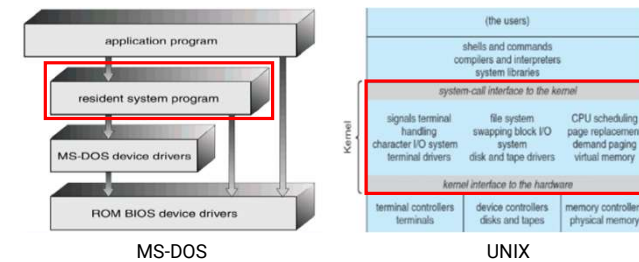 application program
resident system program
MS-DOS device drivers
ROM BIOS device drivers
MS-DOS
(the users)
shells and commands
compilers and interpreters
system libraries
system-call interface to the kernel
Kernel
signals terminal
handling
character I/O system
terminal drivers
file system
swapping block I/O
system
disk and tape drivers
CPU scheduling
page replacement
demand paging
virtual memory
kernel interface to the hardware
terminal controllers
terminals
device controllers
disks and tapes
memory controllers
physical memory
UNIX